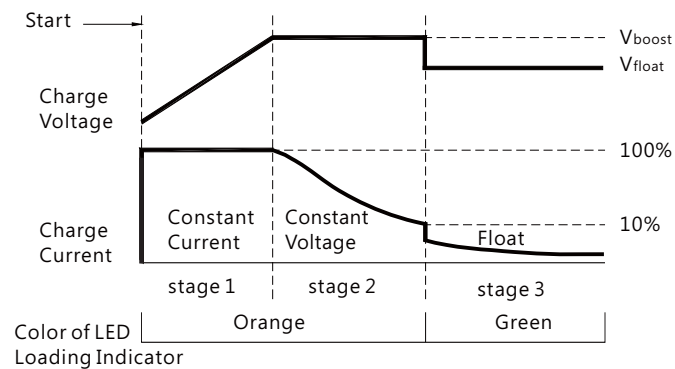 Start
Vboost
Vfloat
Charge
Voltage
100%
Constant
Current
Constant
Voltage
10%
Charge
Current
Float
stage 1
stage 2
stage 3
Color of LED
Loading Indicator
Orange
Green